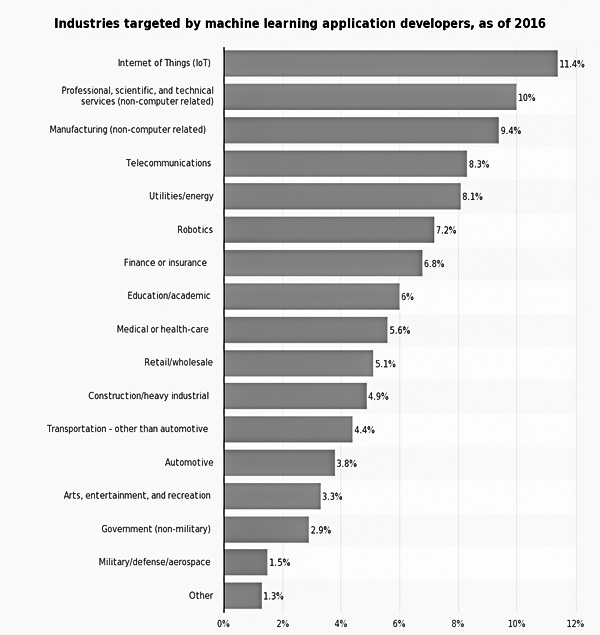 Industries targeted by machine learning application developers, as of 2016
Internet of Things (IoT) 11.4%
Professional, scientific, and technical
services (non-computer related) 10%
Manufacturing (non-computer related) 9.4%
Telecommunications 8.3%
Utilities/energy 8.1%
Robotics 7.2%
Finance or insurance 6.8%
Education/academic 6%
Medical or health-care 5.6%
Retail/wholesale 5.1%
Construction/heavy industrial 4.9%
Transportation - other than automotive 4.4%
Automotive 3.8%
Arts, entertainment, and recreation 3.3%
Government (non-military) 2.9%
Military/defense/aerospace 1.5%
Other 1.3%
0% 2% 4% 6% 8% 10% 12%